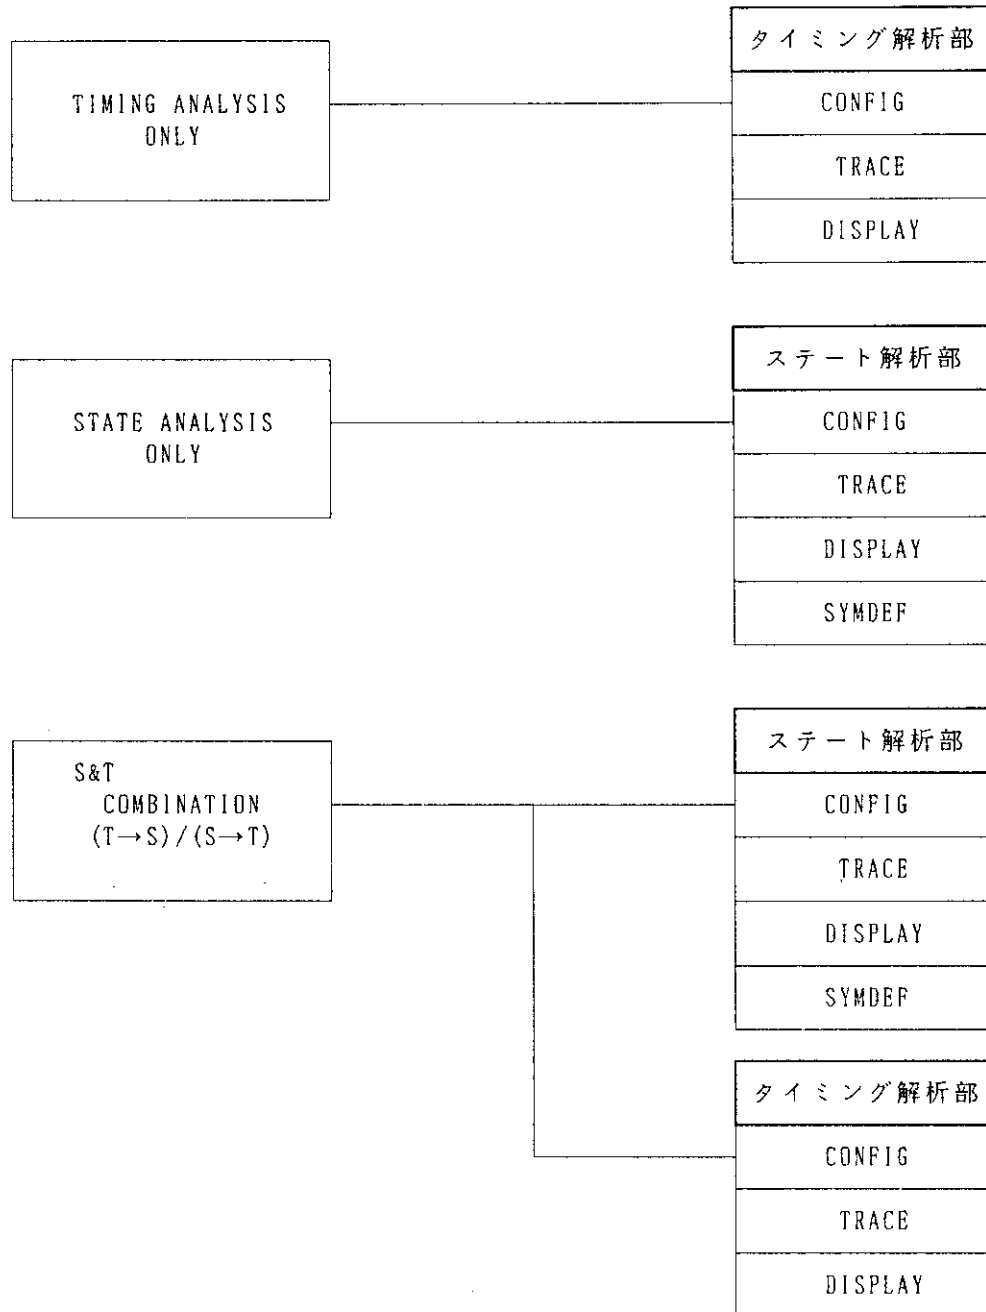 タイミング解析部
TIMING ANALYSIS
ONLY
CONFIG
TRACE
DISPLAY
ステート解析部
STATE ANALYSIS
ONLY
CONFIG
TRACE
DISPLAY
SYMDEF
ステート解析部
S&T
COMBINATION
(T→S)/(S→T)
CONFIG
TRACE
DISPLAY
SYMDEF
タイミング解析部
CONFIG
TRACE
DISPLAY